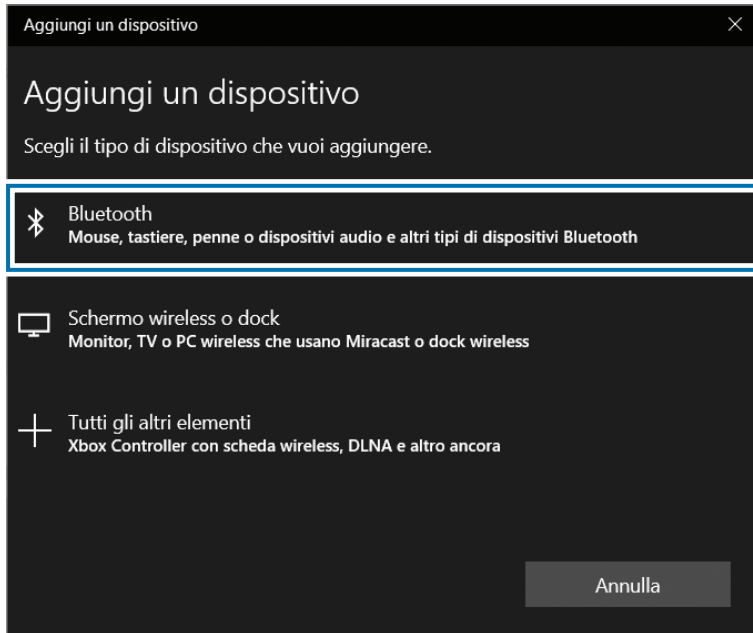 Aggiungi un dispositivo
Aggiungi un dispositivo
Scegli il tipo di dispositivo che vuoi aggiungere.
Bluetooth
Mouse, tastiere, penne o dispositivi audio e altri tipi di dispositivi Bluetooth
Schermo wireless o dock
Monitor, TV o PC wireless che usano Miracast o dock wireless
Tutti gli altri elementi
Xbox Controller con scheda wireless, DLNA e altro ancora
Annulla